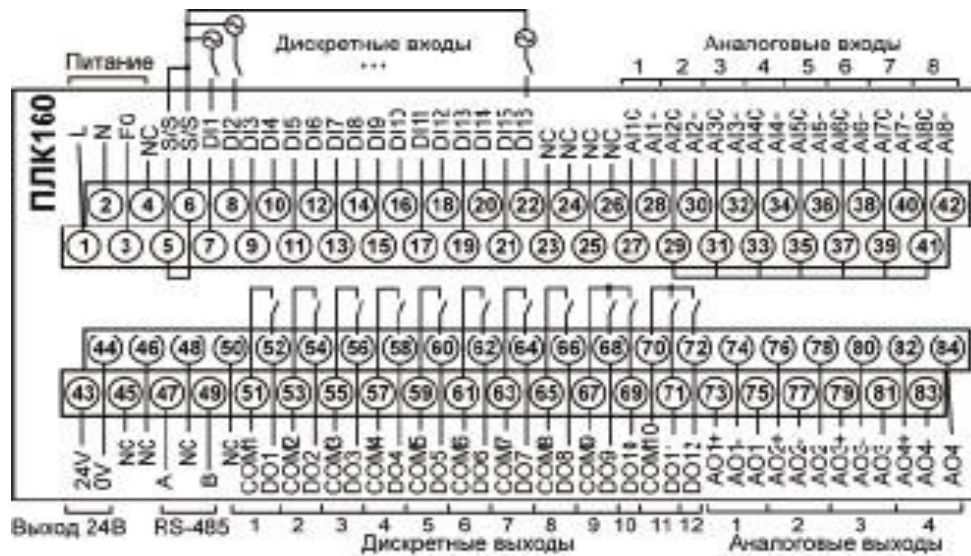 Дискретные входы
...
Аналоговые входы
Питание
1 2 3 4 5 6 7 8
ПЛК160
L N FG NC S/S S/S DI1 DI2 DI3 DI4 DI5 DI6 DI7 DI8 DI9 DI10 DI11 DI12 DI13 DI14 DI15 DI16 NC NC NC NC AI1C AI1- AI2C AI2- AI3C AI3- AI4C AI4- AI5C AI5- AI6C AI6- AI7C AI7- AI8C AI8-
2 4 6 8 10 12 14 16 18 20 22 24 26 28 30 32 34 36 38 40 42
1 3 5 7 9 11 13 15 17 19 21 23 25 27 29 31 33 35 37 39 41
44 46 48 50 52 54 56 58 60 62 64 66 68 70 72 74 76 78 80 82 84
43 45 47 49 51 53 55 57 59 61 63 65 67 69 71 73 75 77 79 81 83
24V 0V NC NC A NC B NC COM1 DO1 COM2 DO2 COM3 DO3 COM4 DO4 COM5 DO5 COM6 DO6 COM7 DO7 COM8 DO8 COM9 DO9 DO10 COM10 DO11 DO12 AO1+ AO1- AO1 AO2+ AO2- AO2 AO3+ AO3- AO3 AO4+ AO4- AO4
Выход 24В RS-485 1 2 3 4 5 6 7 8 9 10 11 12 1 2 3 4
Дискретные выходы Аналоговые выходы